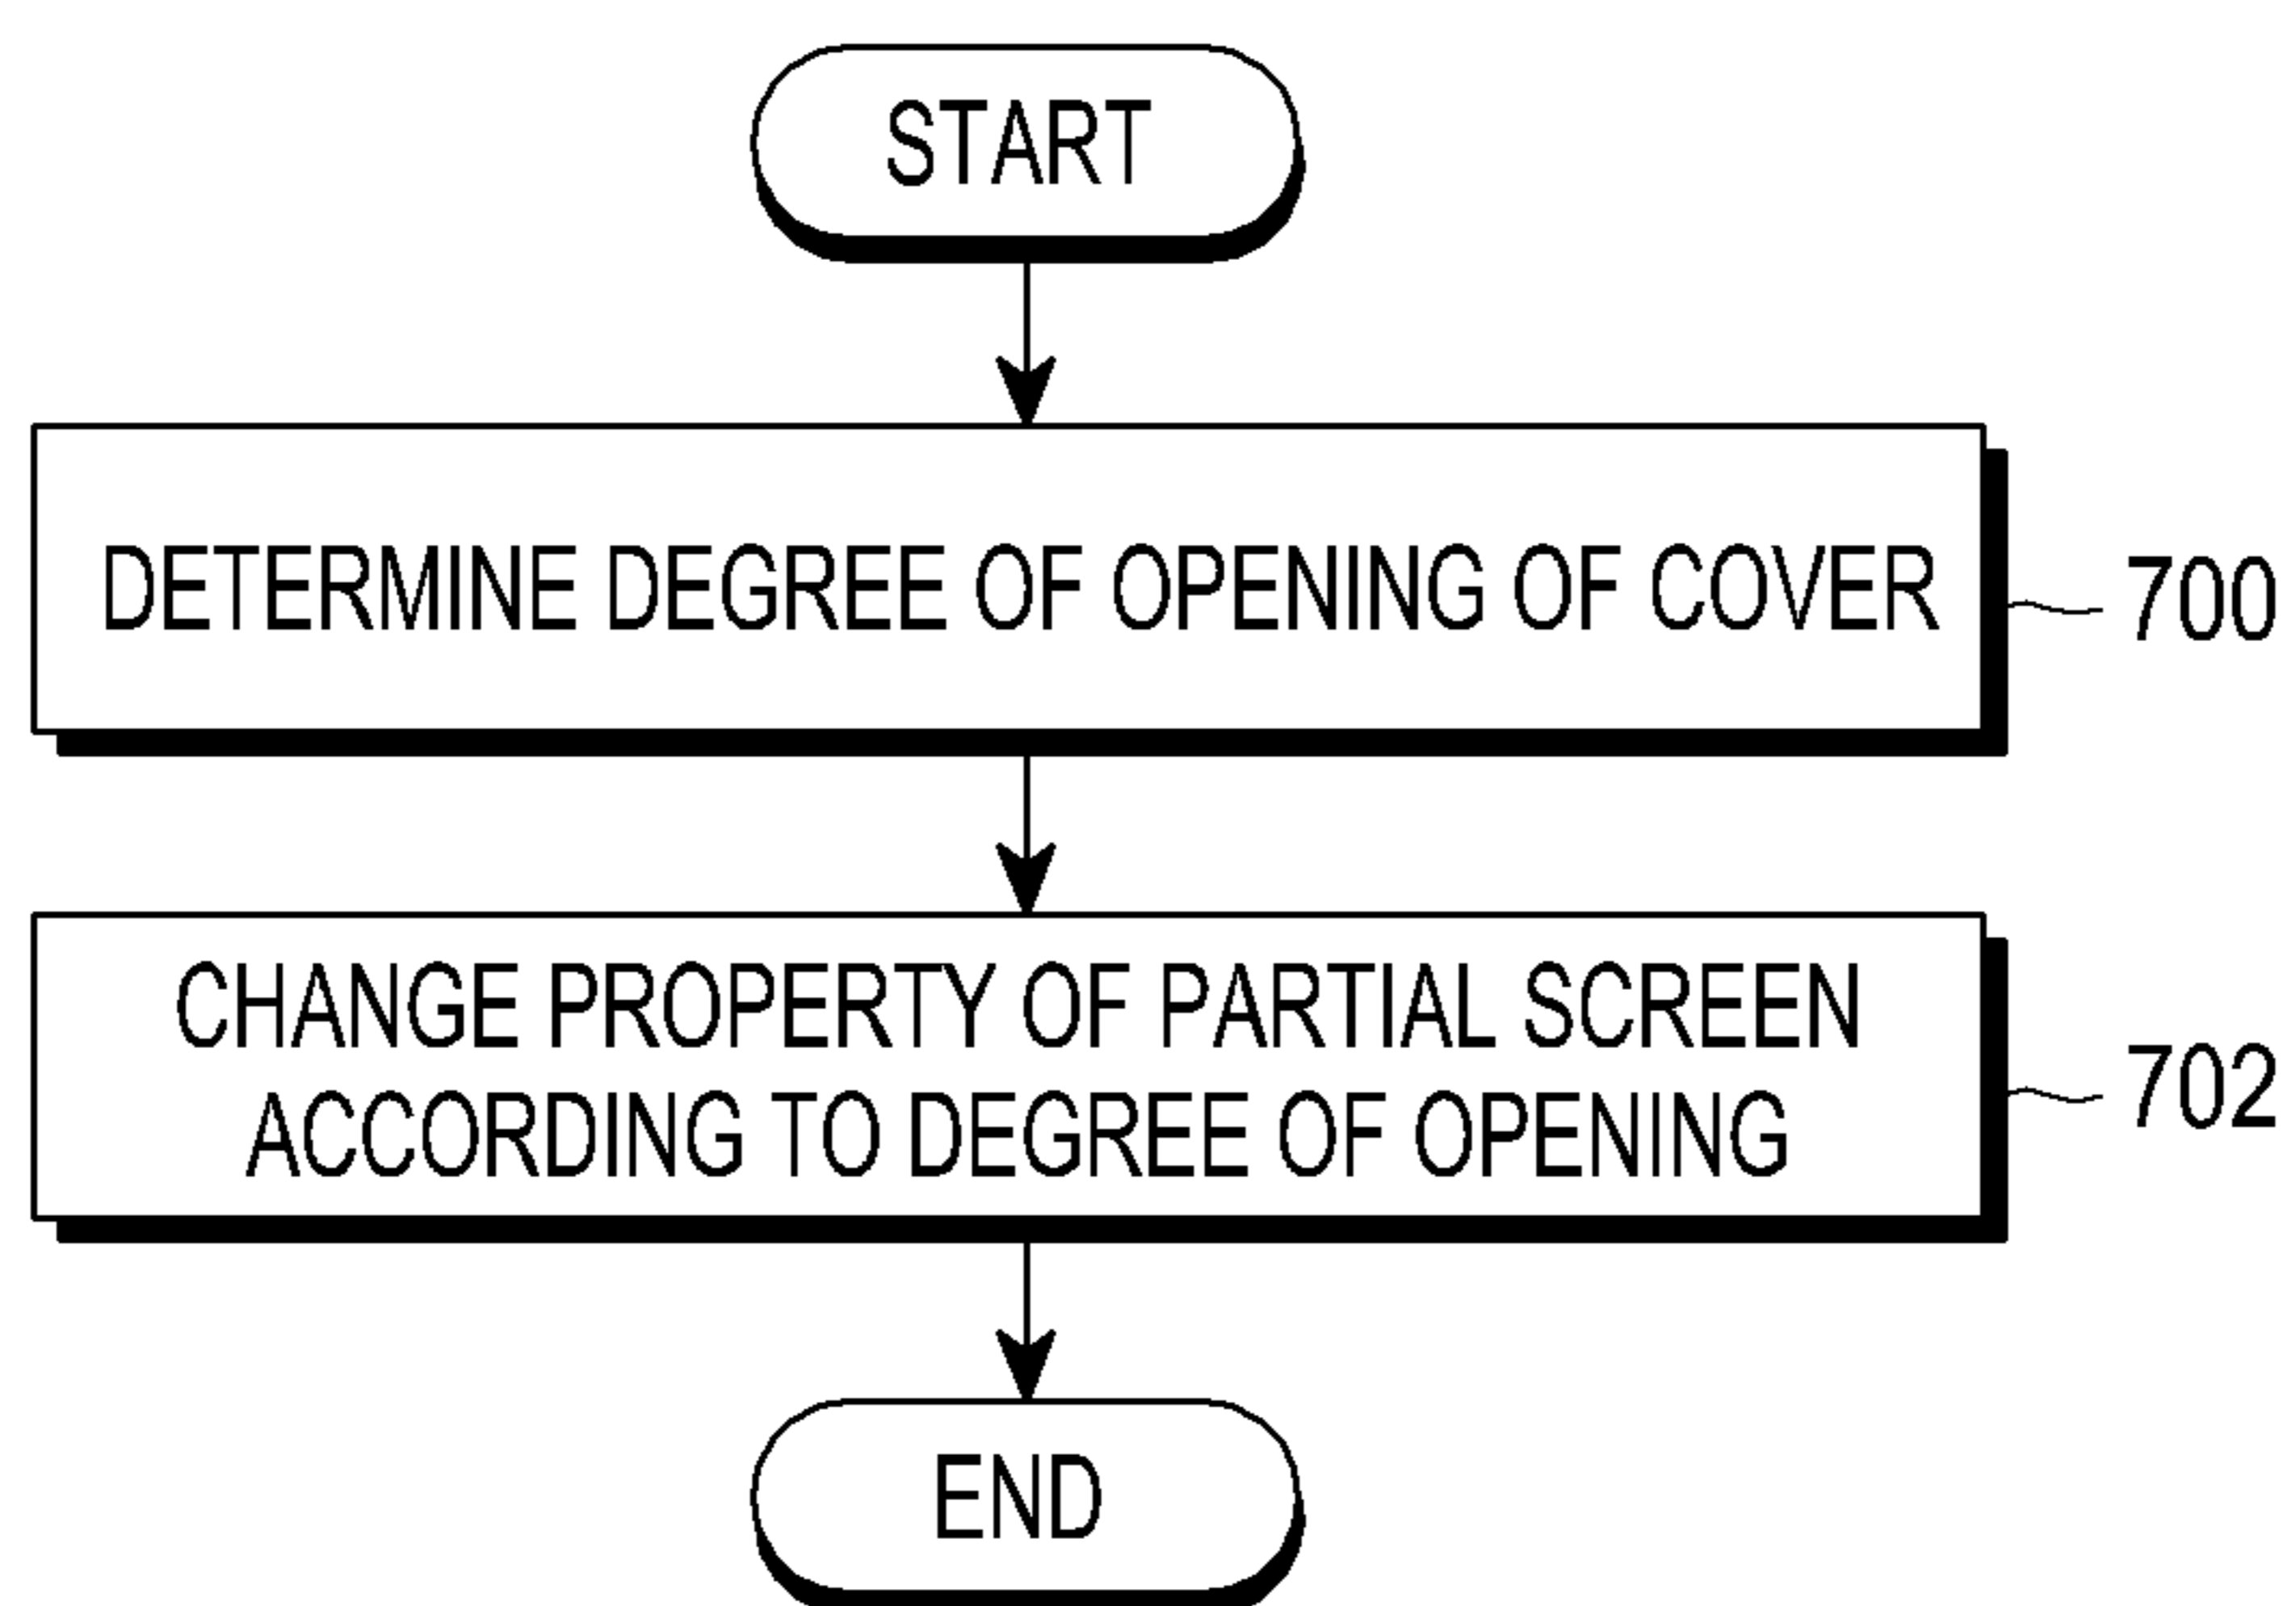 START
DETERMINE DEGREE OF OPENING OF COVER
700
CHANGE PROPERTY OF PARTIAL SCREEN
ACCORDING TO DEGREE OF OPENING
702
END